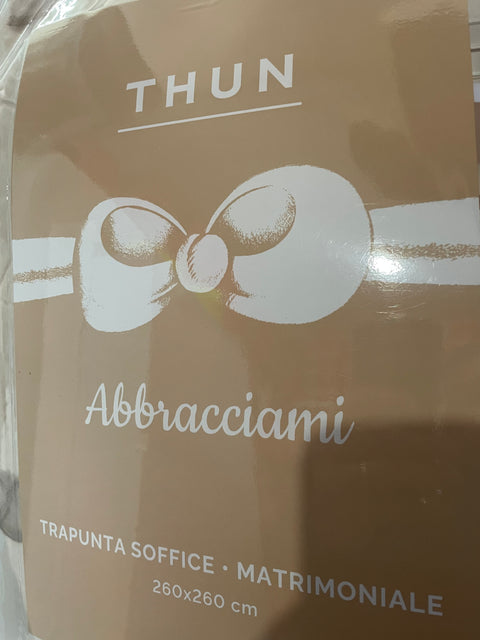 THUN
Abbracciami
TRAPUNTA SOFFICE • MATRIMONIALE
260x260 cm